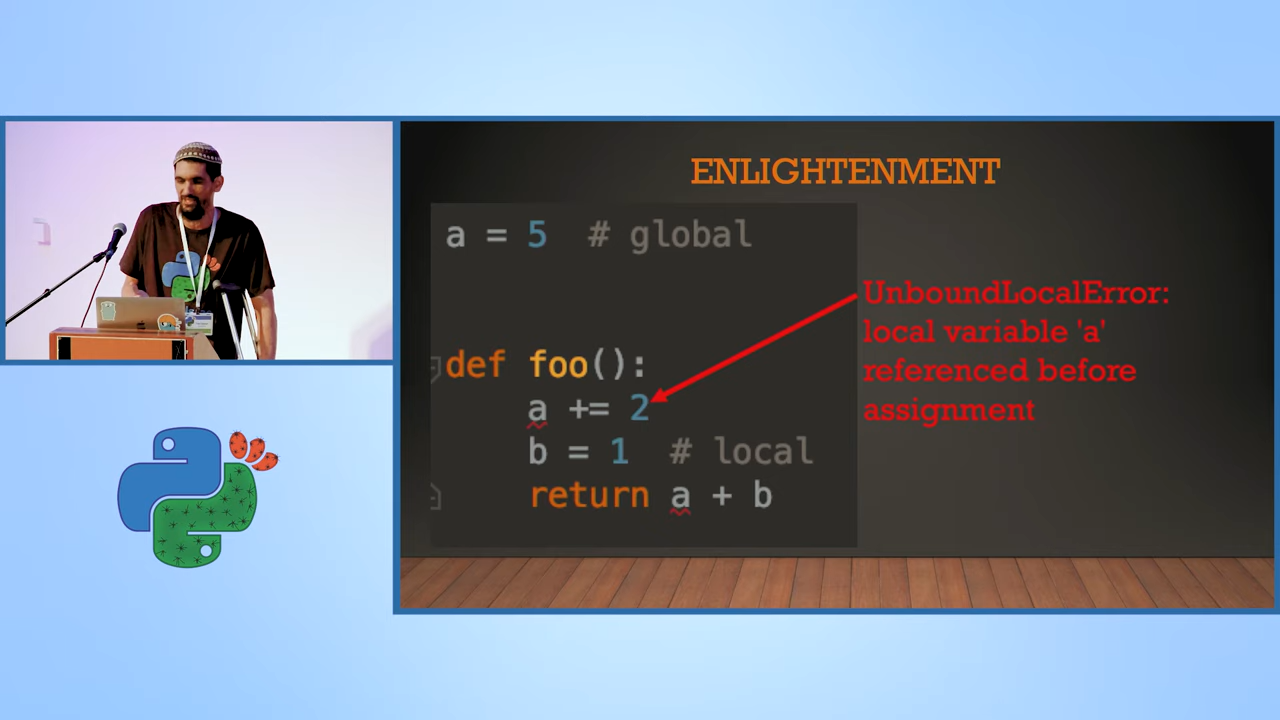 ENLIGHTENMENT
a = 5  # global
def foo():
    a += 2
    b = 1  # local
    return a + b
UnboundLocalError:
local variable 'a'
referenced before
assignment